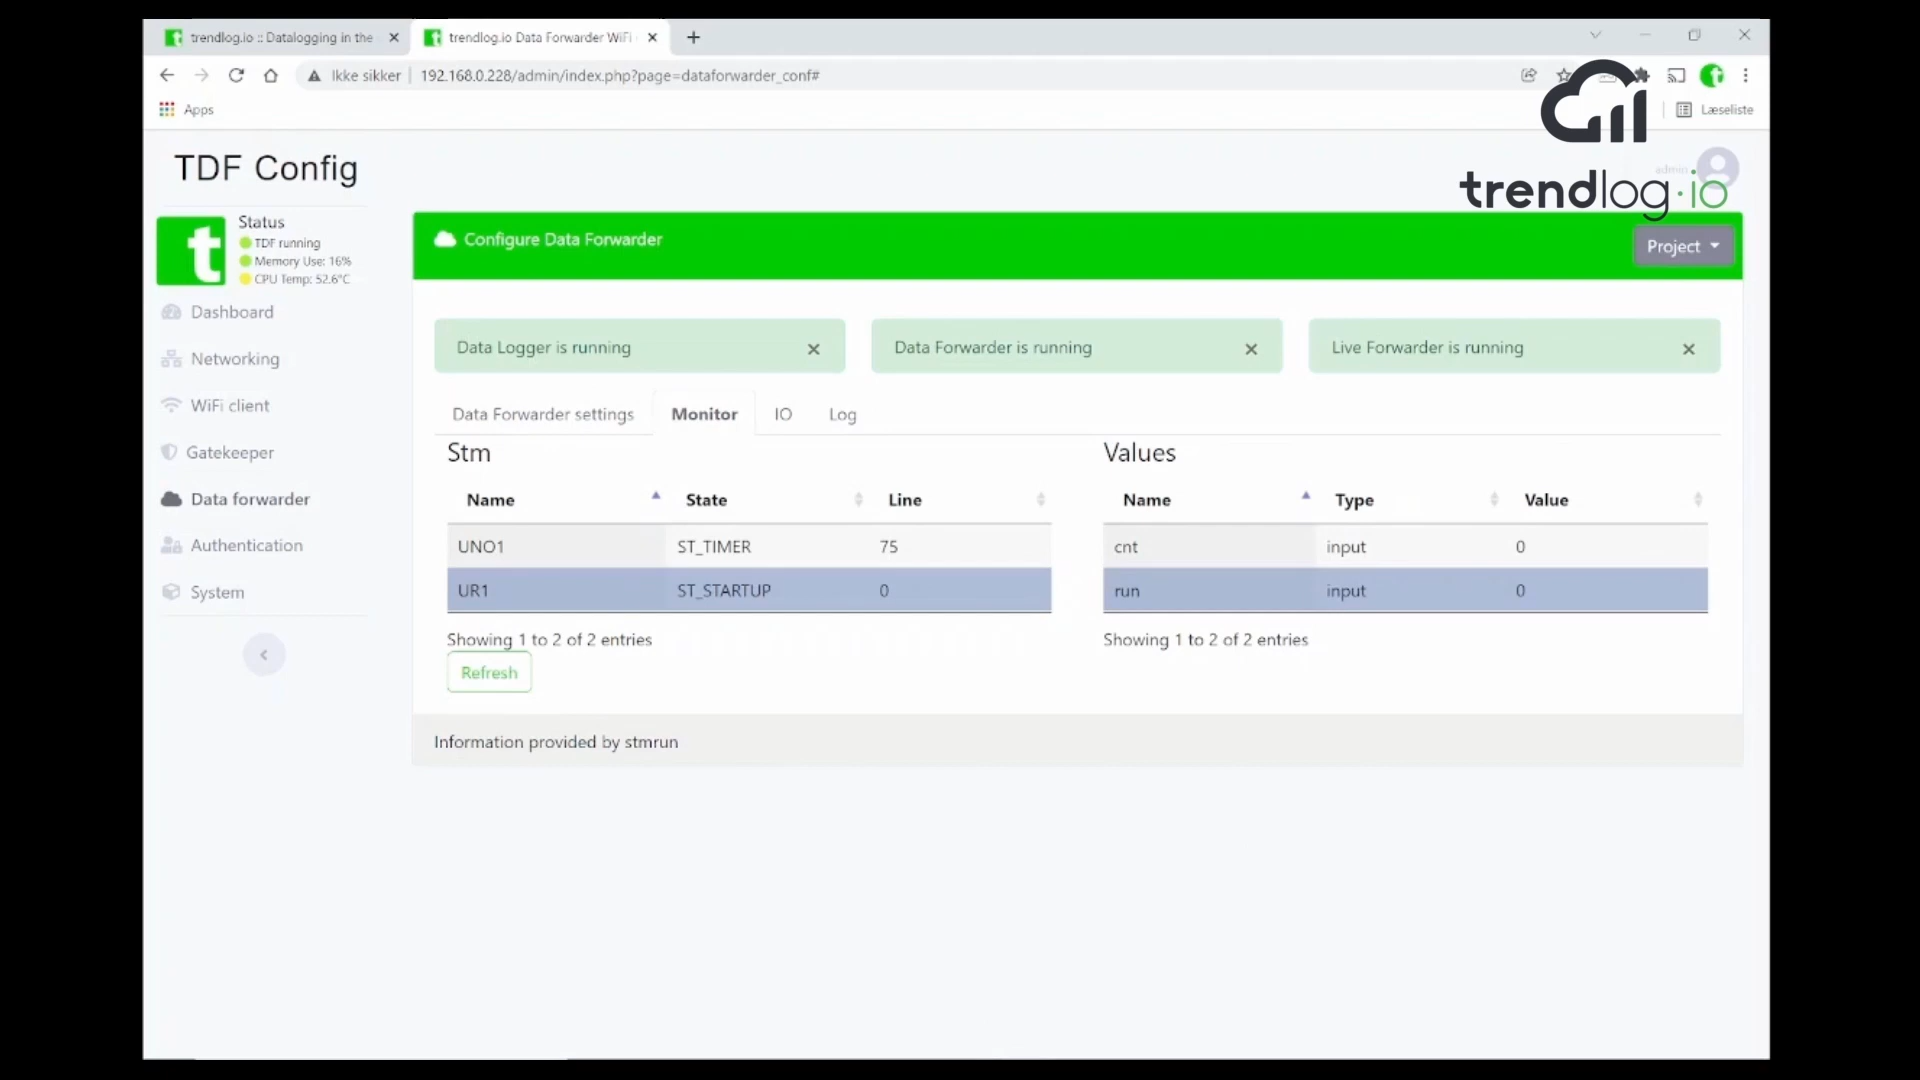 trendlog.io :: Datalogging in the
trendlog.io Data Forwarder WiFi
Ikke sikker
192.168.0.228/admin/index.php?page=dataforwarder_conf#
Apps
Læseliste
TDF Config
admin
trendlog.io
Status
TDF running
Memory Use: 16%
CPU Temp: 52.6°C
Configure Data Forwarder
Project
Dashboard
Networking
WiFi client
Gatekeeper
Data forwarder
Authentication
System
Data Logger is running
Data Forwarder is running
Live Forwarder is running
Data Forwarder settings
Monitor
IO
Log
Stm
Name State Line
UNO1 ST_TIMER 75
UR1 ST_STARTUP 0
Showing 1 to 2 of 2 entries
Refresh
Values
Name Type Value
cnt input 0
run input 0
Showing 1 to 2 of 2 entries
Information provided by stmrun